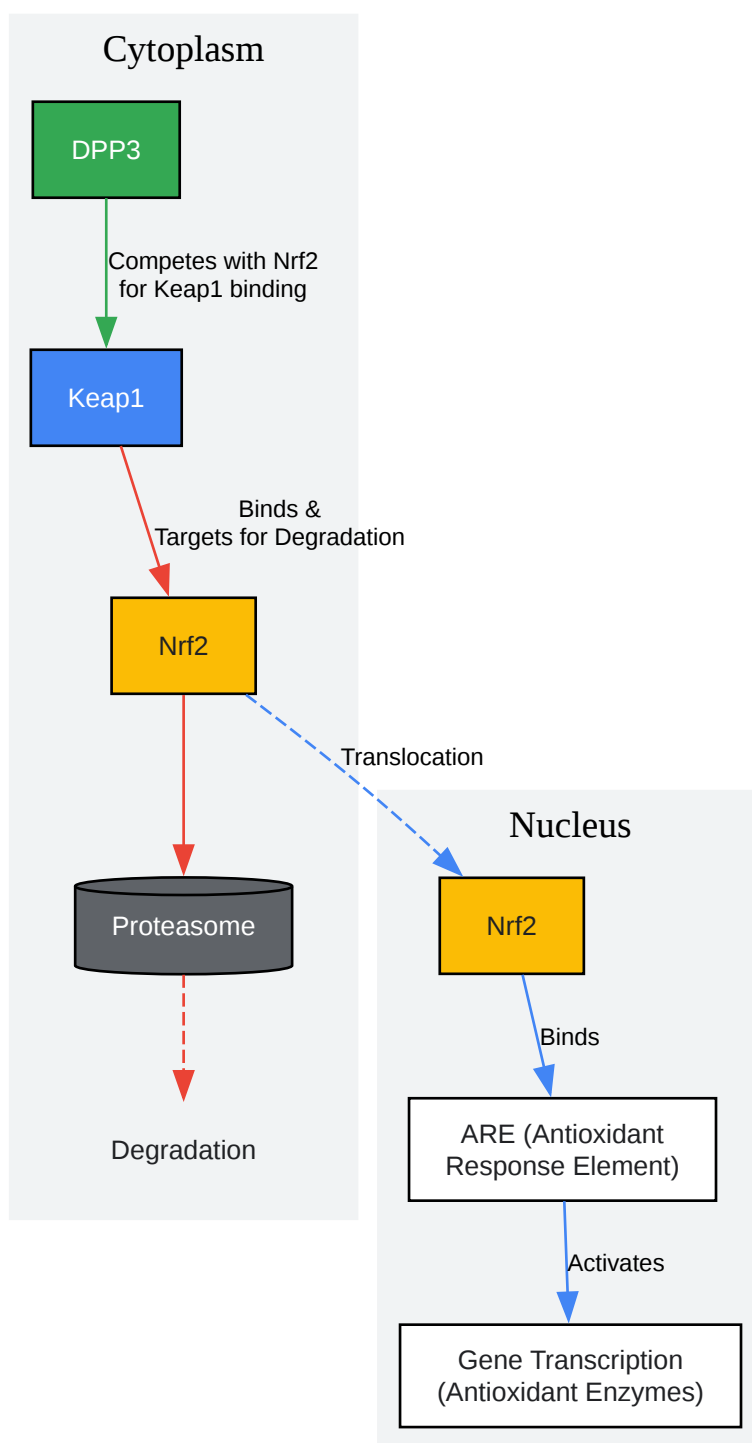 Cytoplasm
DPP3
Competes with Nrf2
for Keap1 binding
Keap1
Binds &
Targets for Degradation
Nrf2
Translocation
Nucleus
Proteasome
Nrf2
Binds
ARE (Antioxidant
Response Element)
Degradation
Activates
Gene Transcription
(Antioxidant Enzymes)